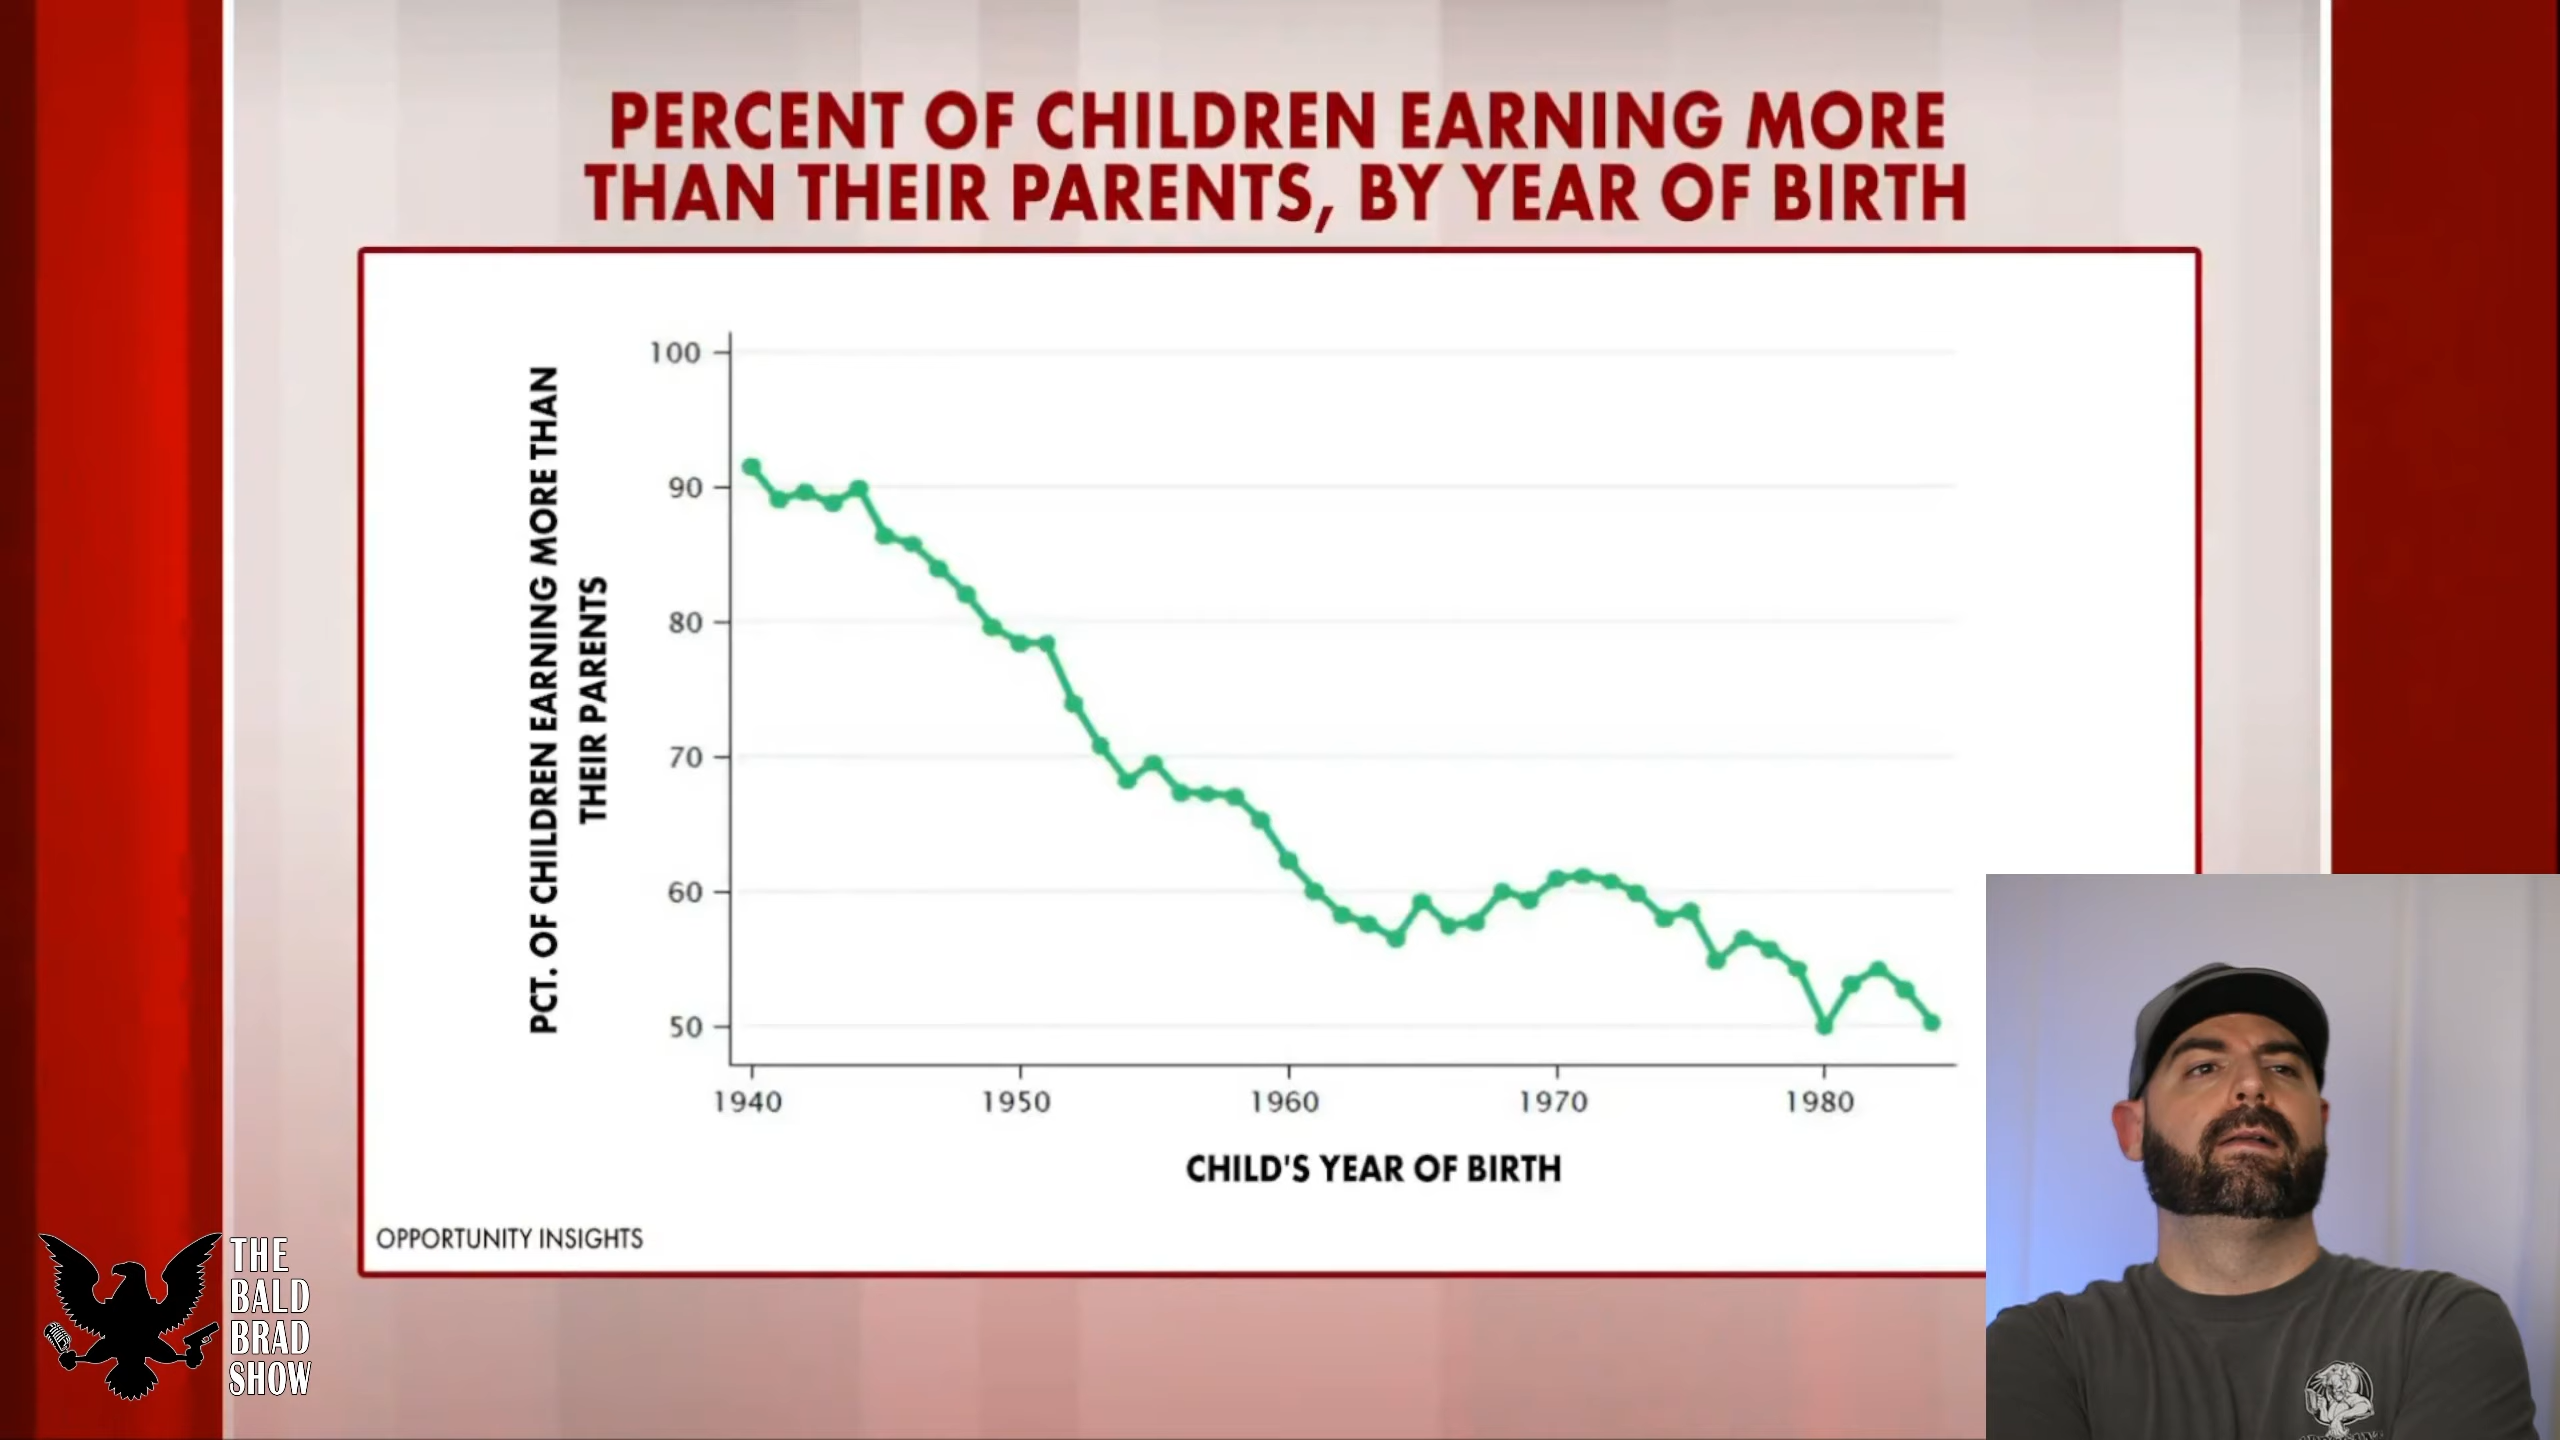 PERCENT OF CHILDREN EARNING MORE
THAN THEIR PARENTS, BY YEAR OF BIRTH
PCT. OF CHILDREN EARNING MORE THAN
THEIR PARENTS
100
90
80
70
60
50
1940
1950
1960
1970
1980
CHILD'S YEAR OF BIRTH
OPPORTUNITY INSIGHTS
THE
BALD
BRAD
SHOW